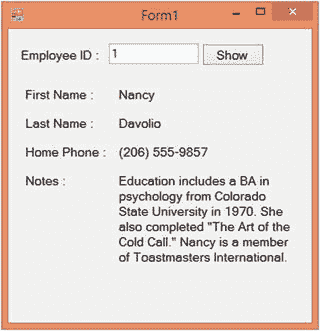 Form1
Employee ID : 1 Show
First Name : Nancy
Last Name : Davolio
Home Phone : (206) 555-9857
Notes : Education includes a BA in
psychology from Colorado
State University in 1970. She
also completed "The Art of the
Cold Call." Nancy is a member
of Toastmasters International.